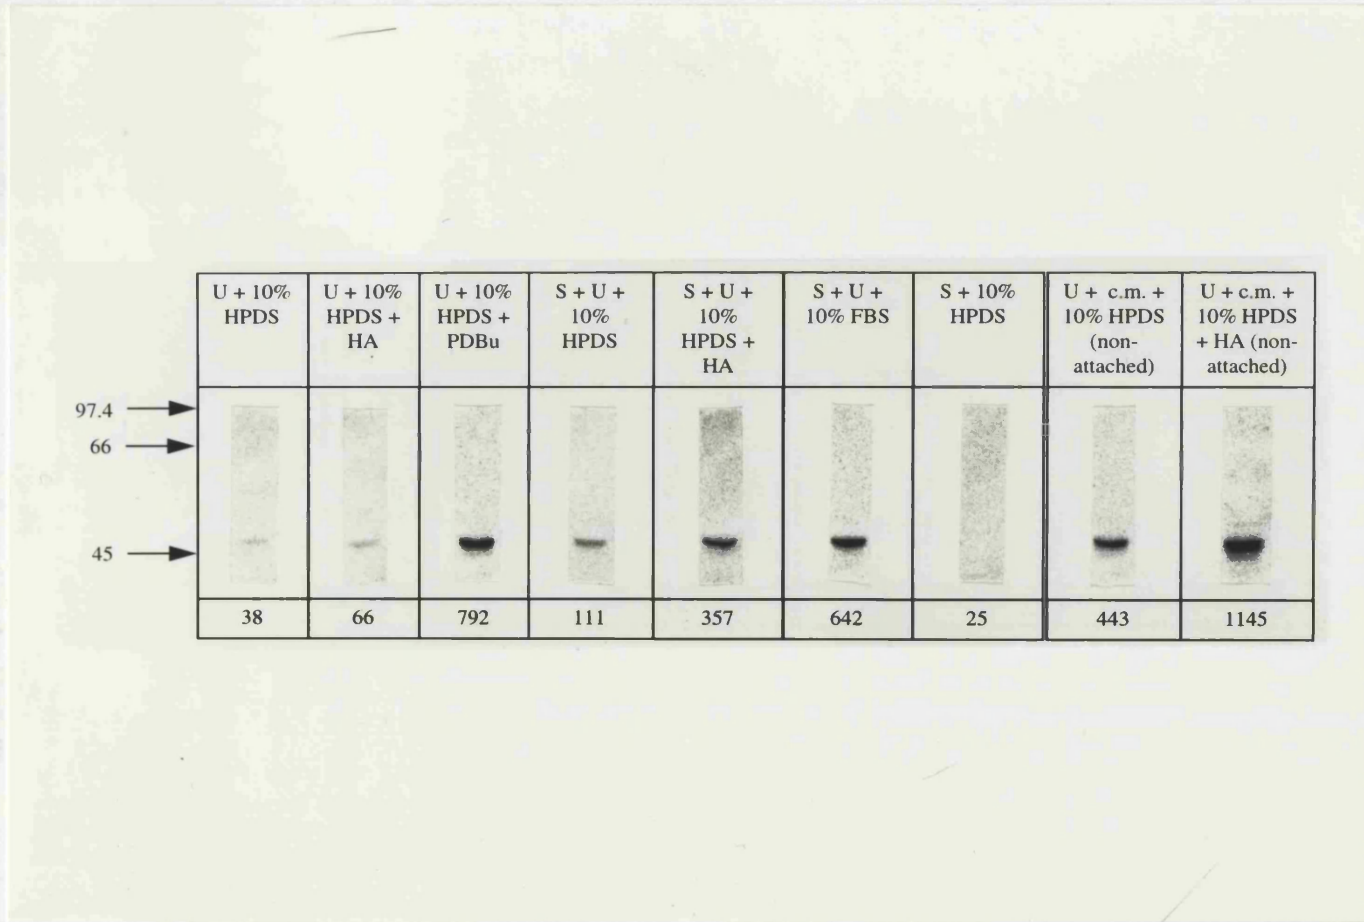 U + 10%
HPDS
U + 10%
HPDS +
HA
U + 10%
HPDS +
PDBu
S + U +
10%
HPDS
S + U +
10%
HPDS +
HA
S + U +
10% FBS
S + 10%
HPDS
U + c.m. +
10% HPDS
(non-
attached)
U + c.m. +
10% HPDS
+ HA (non-
attached)
97.4
66
45
38
66
792
111
357
642
25
443
1145